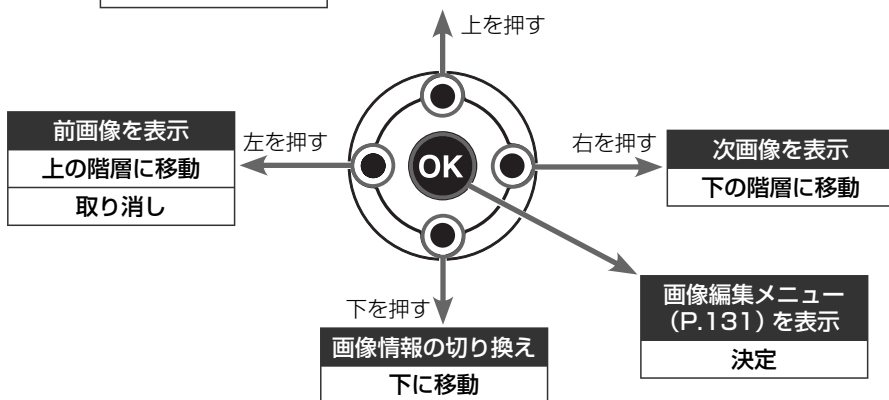 上を押す
前画像を表示
上の階層に移動
取り消し
左を押す
OK
右を押す
次画像を表示
下の階層に移動
下を押す
画像情報の切り換え
下に移動
画像編集メニュー
（P.131）を表示
決定